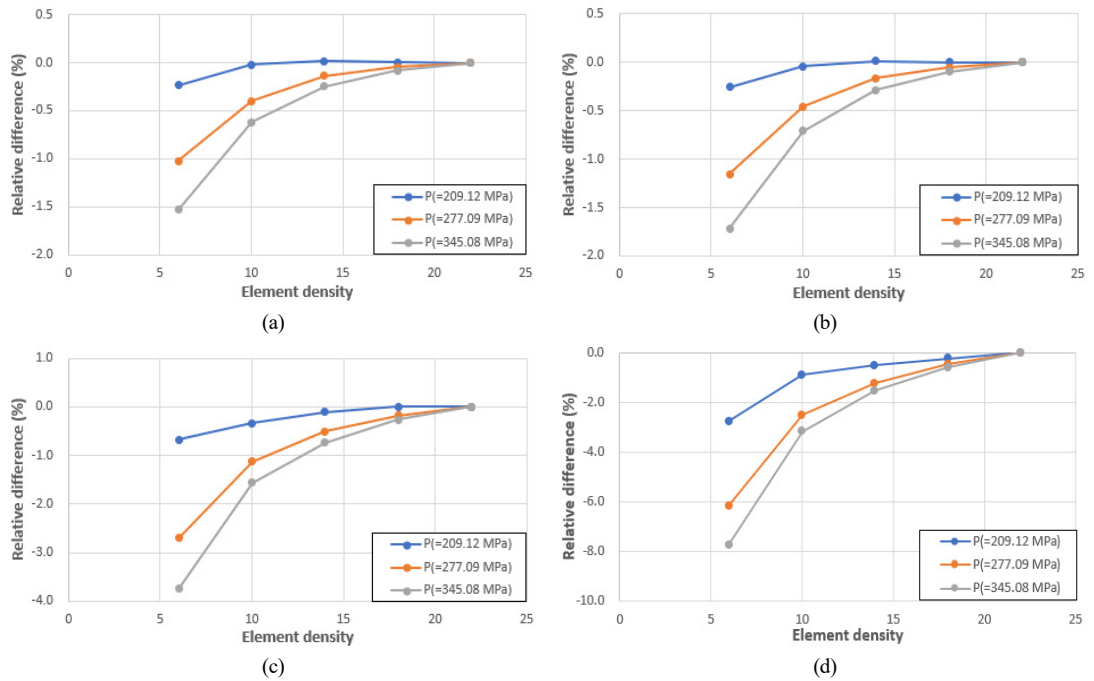 0.5
0.0
-0.5
-1.0
-1.5
-2.0
Relative difference (%)
P(=209.12 MPa)
P(=277.09 MPa)
P(=345.08 MPa)
0 5 10 15 20 25
Element density
(a)
0.5
0.0
-0.5
-1.0
-1.5
-2.0
Relative difference (%)
P(=209.12 MPa)
P(=277.09 MPa)
P(=345.08 MPa)
0 5 10 15 20 25
Element density
(b)
1.0
0.0
-1.0
-2.0
-3.0
-4.0
Relative difference (%)
P(=209.12 MPa)
P(=277.09 MPa)
P(=345.08 MPa)
0 5 10 15 20 25
Element density
(c)
0.0
-2.0
-4.0
-6.0
-8.0
-10.0
Relative difference (%)
P(=209.12 MPa)
P(=277.09 MPa)
P(=345.08 MPa)
0 5 10 15 20 25
Element density
(d)